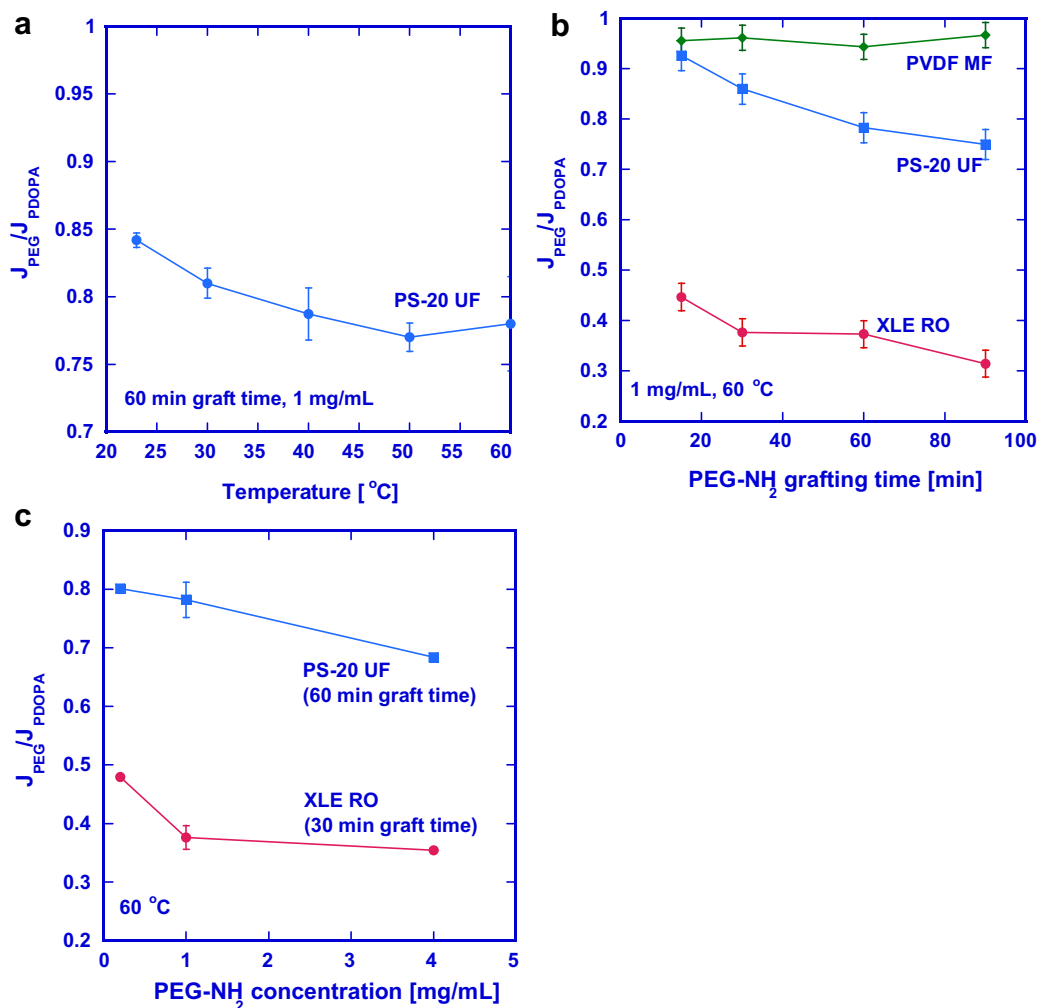 a
1
0.95
0.9
0.85
0.8
0.75
0.7
J_PEG/J_PDOPA
PS-20 UF
60 min graft time, 1 mg/mL
20 25 30 35 40 45 50 55 60
Temperature [ °C]
b
1
0.9
0.8
0.7
0.6
0.5
0.4
0.3
0.2
J_PEG/J_PDOPA
PVDF MF
PS-20 UF
XLE RO
1 mg/mL, 60 °C
0 20 40 60 80 100
PEG-NH₂ grafting time [min]
c
0.9
0.8
0.7
0.6
0.5
0.4
0.3
0.2
J_PEG/J_PDOPA
PS-20 UF
(60 min graft time)
XLE RO
(30 min graft time)
60 °C
0 1 2 3 4 5
PEG-NH₂ concentration [mg/mL]